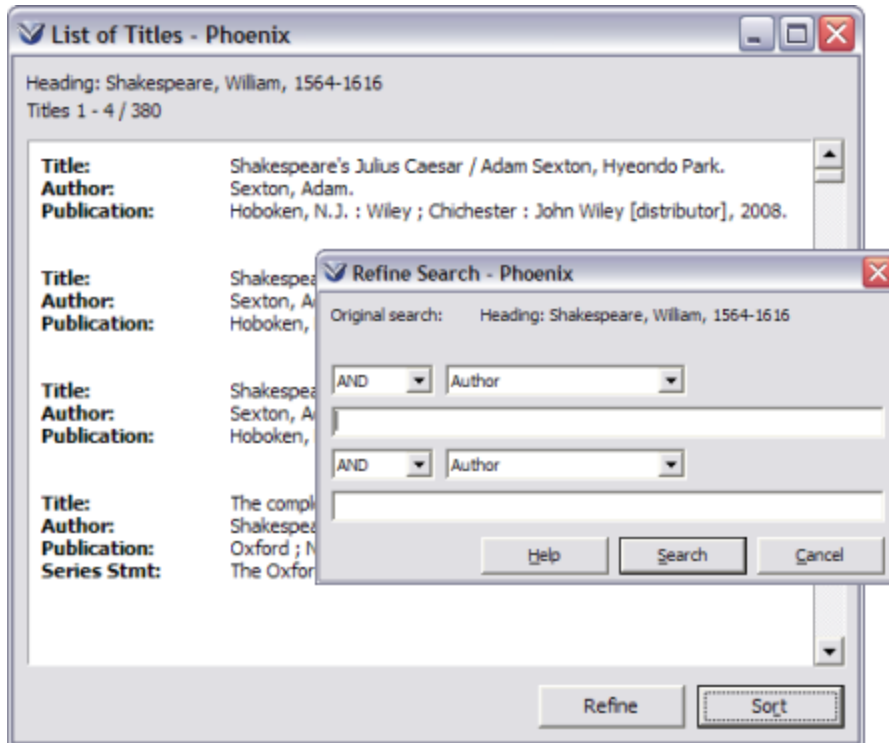 List of Titles - Phoenix
Heading: Shakespeare, William, 1564-1616
Titles 1 - 4 / 380
Title: Shakespeare's Julius Caesar / Adam Sexton, Hyeondo Park.
Author: Sexton, Adam.
Publication: Hoboken, N.J. : Wiley ; Chichester : John Wiley [distributor], 2008.
Title: Shakespea
Author: Sexton, A
Publication: Hoboken,
Title: Shakespea
Author: Sexton, A
Publication: Hoboken,
Title: The comple
Author: Shakespea
Publication: Oxford ; N
Series Stmt: The Oxfor
Refine Search - Phoenix
Original search: Heading: Shakespeare, William, 1564-1616
AND Author
AND Author
Help Search Cancel
Refine Sort